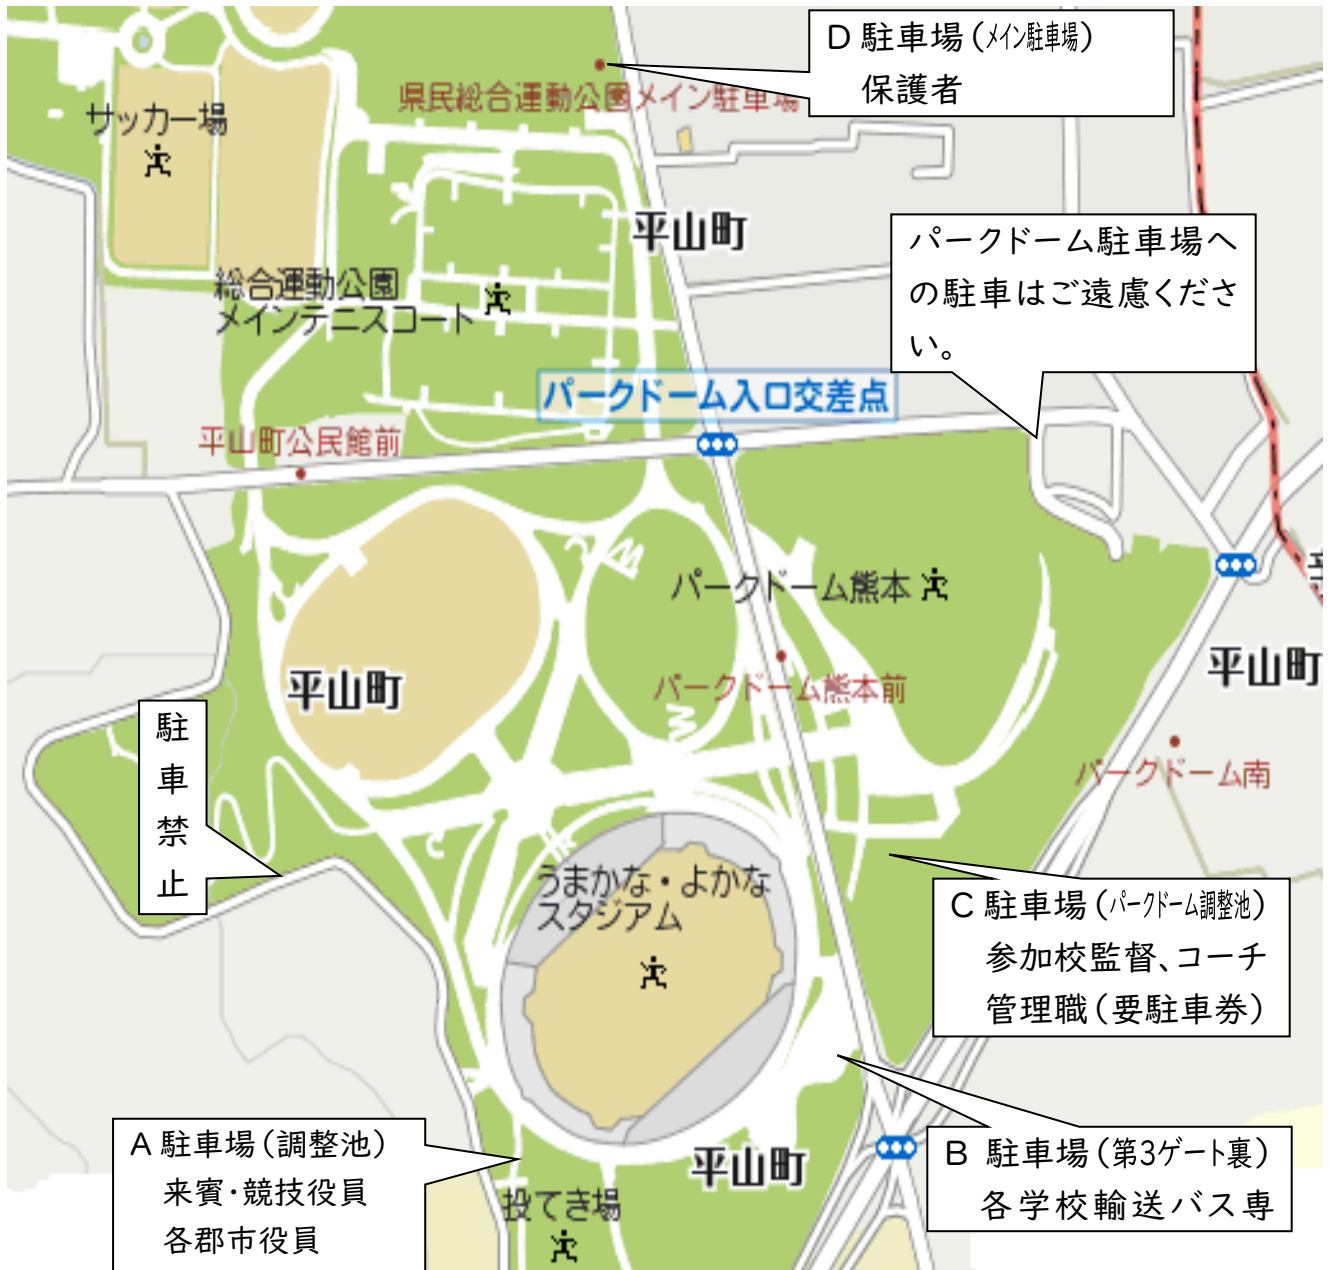 D 駐車場（メイン駐車場）
保護者
県民総合運動公園メイン駐車場
サッカー場
平山町
パークドーム駐車場へ
の駐車はご遠慮くださ
い。
総合運動公園
メインテニスコート
パークドーム入口交差点
平山町公民館前
パークドーム熊本
平山町
平山町
パークドーム熊本前
駐車禁止
パークドーム南
うまかな・よかな
スタジアム
C 駐車場（パークドーム調整池）
参加校監督、コーチ
管理職（要駐車券）
A 駐車場（調整池）
来賓・競技役員
各郡市役員
平山町
B 駐車場（第3ゲート裏）
各学校輸送バス専
投てき場